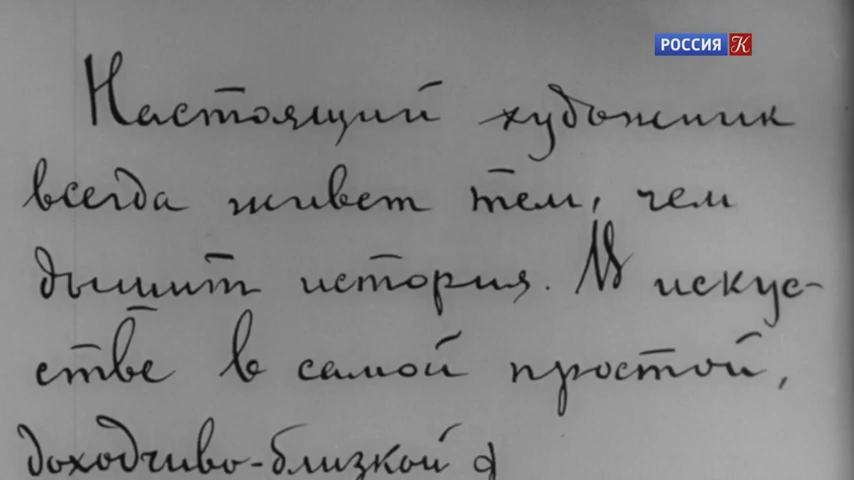 РОССИЯ К
Настоящий художник
всегда живет тем, чем
дышит история. В искус-
стве в самой простой,
доходчиво-близкой ф